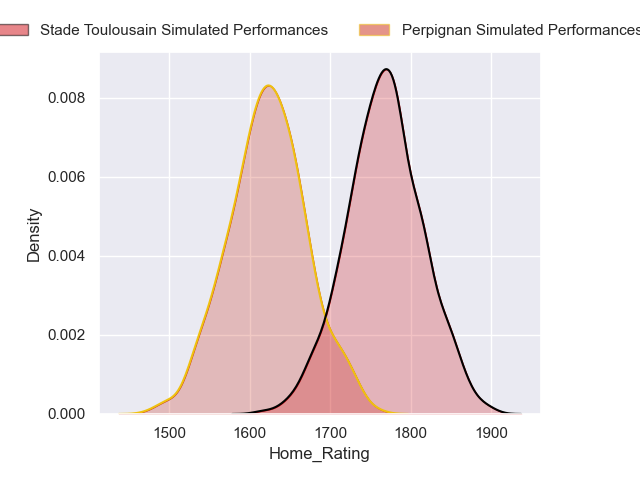 Stade Toulousain Simulated Performances Perpignan Simulated Performances
0.008
0.006
0.004
0.002
0.000
Density
1500 1600 1700 1800 1900
Home_Rating